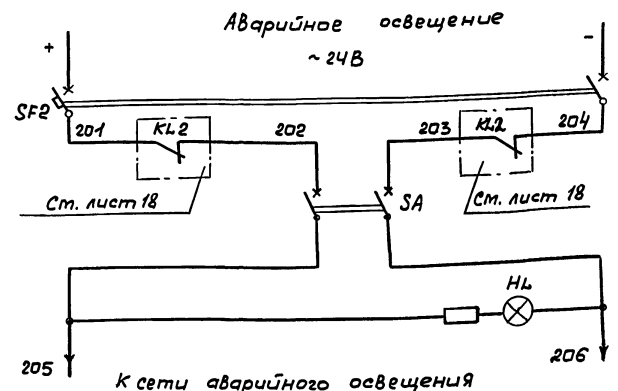 Аварийное освещение
+
~ 24В
-
SF2
201
KL2
202
203
KL2
204
См. лист 18
SA
См. лист 18
HL
205
206
К сети аварийного освещения